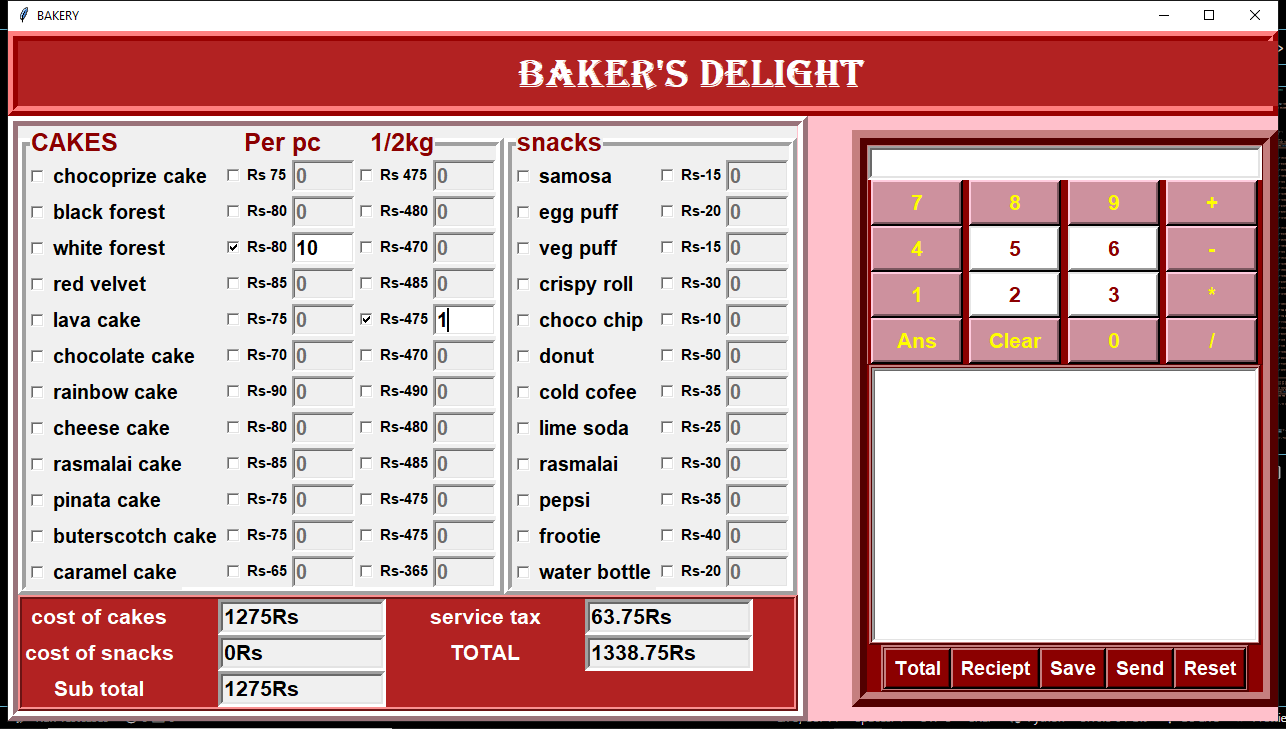 BAKERY
BAKER'S DELIGHT
CAKES Per pc 1/2kg
chocoprize cake Rs 75 0 Rs 475 0
black forest Rs-80 0 Rs-480 0
white forest Rs-80 10 Rs-470 0
red velvet Rs-85 0 Rs-485 0
lava cake Rs-75 0 Rs-475 1
chocolate cake Rs-70 0 Rs-470 0
rainbow cake Rs-90 0 Rs-490 0
cheese cake Rs-80 0 Rs-480 0
rasmalai cake Rs-85 0 Rs-485 0
pinata cake Rs-75 0 Rs-475 0
buterscotch cake Rs-75 0 Rs-475 0
caramel cake Rs-65 0 Rs-365 0
snacks
samosa Rs-15 0
egg puff Rs-20 0
veg puff Rs-15 0
crispy roll Rs-30 0
choco chip Rs-10 0
donut Rs-50 0
cold cofee Rs-35 0
lime soda Rs-25 0
rasmalai Rs-30 0
pepsi Rs-35 0
frootie Rs-40 0
water bottle Rs-20 0
cost of cakes 1275Rs service tax 63.75Rs
cost of snacks 0Rs TOTAL 1338.75Rs
Sub total 1275Rs
7 8 9 +
4 5 6 -
1 2 3 *
Ans Clear 0 /
Total Reciept Save Send Reset